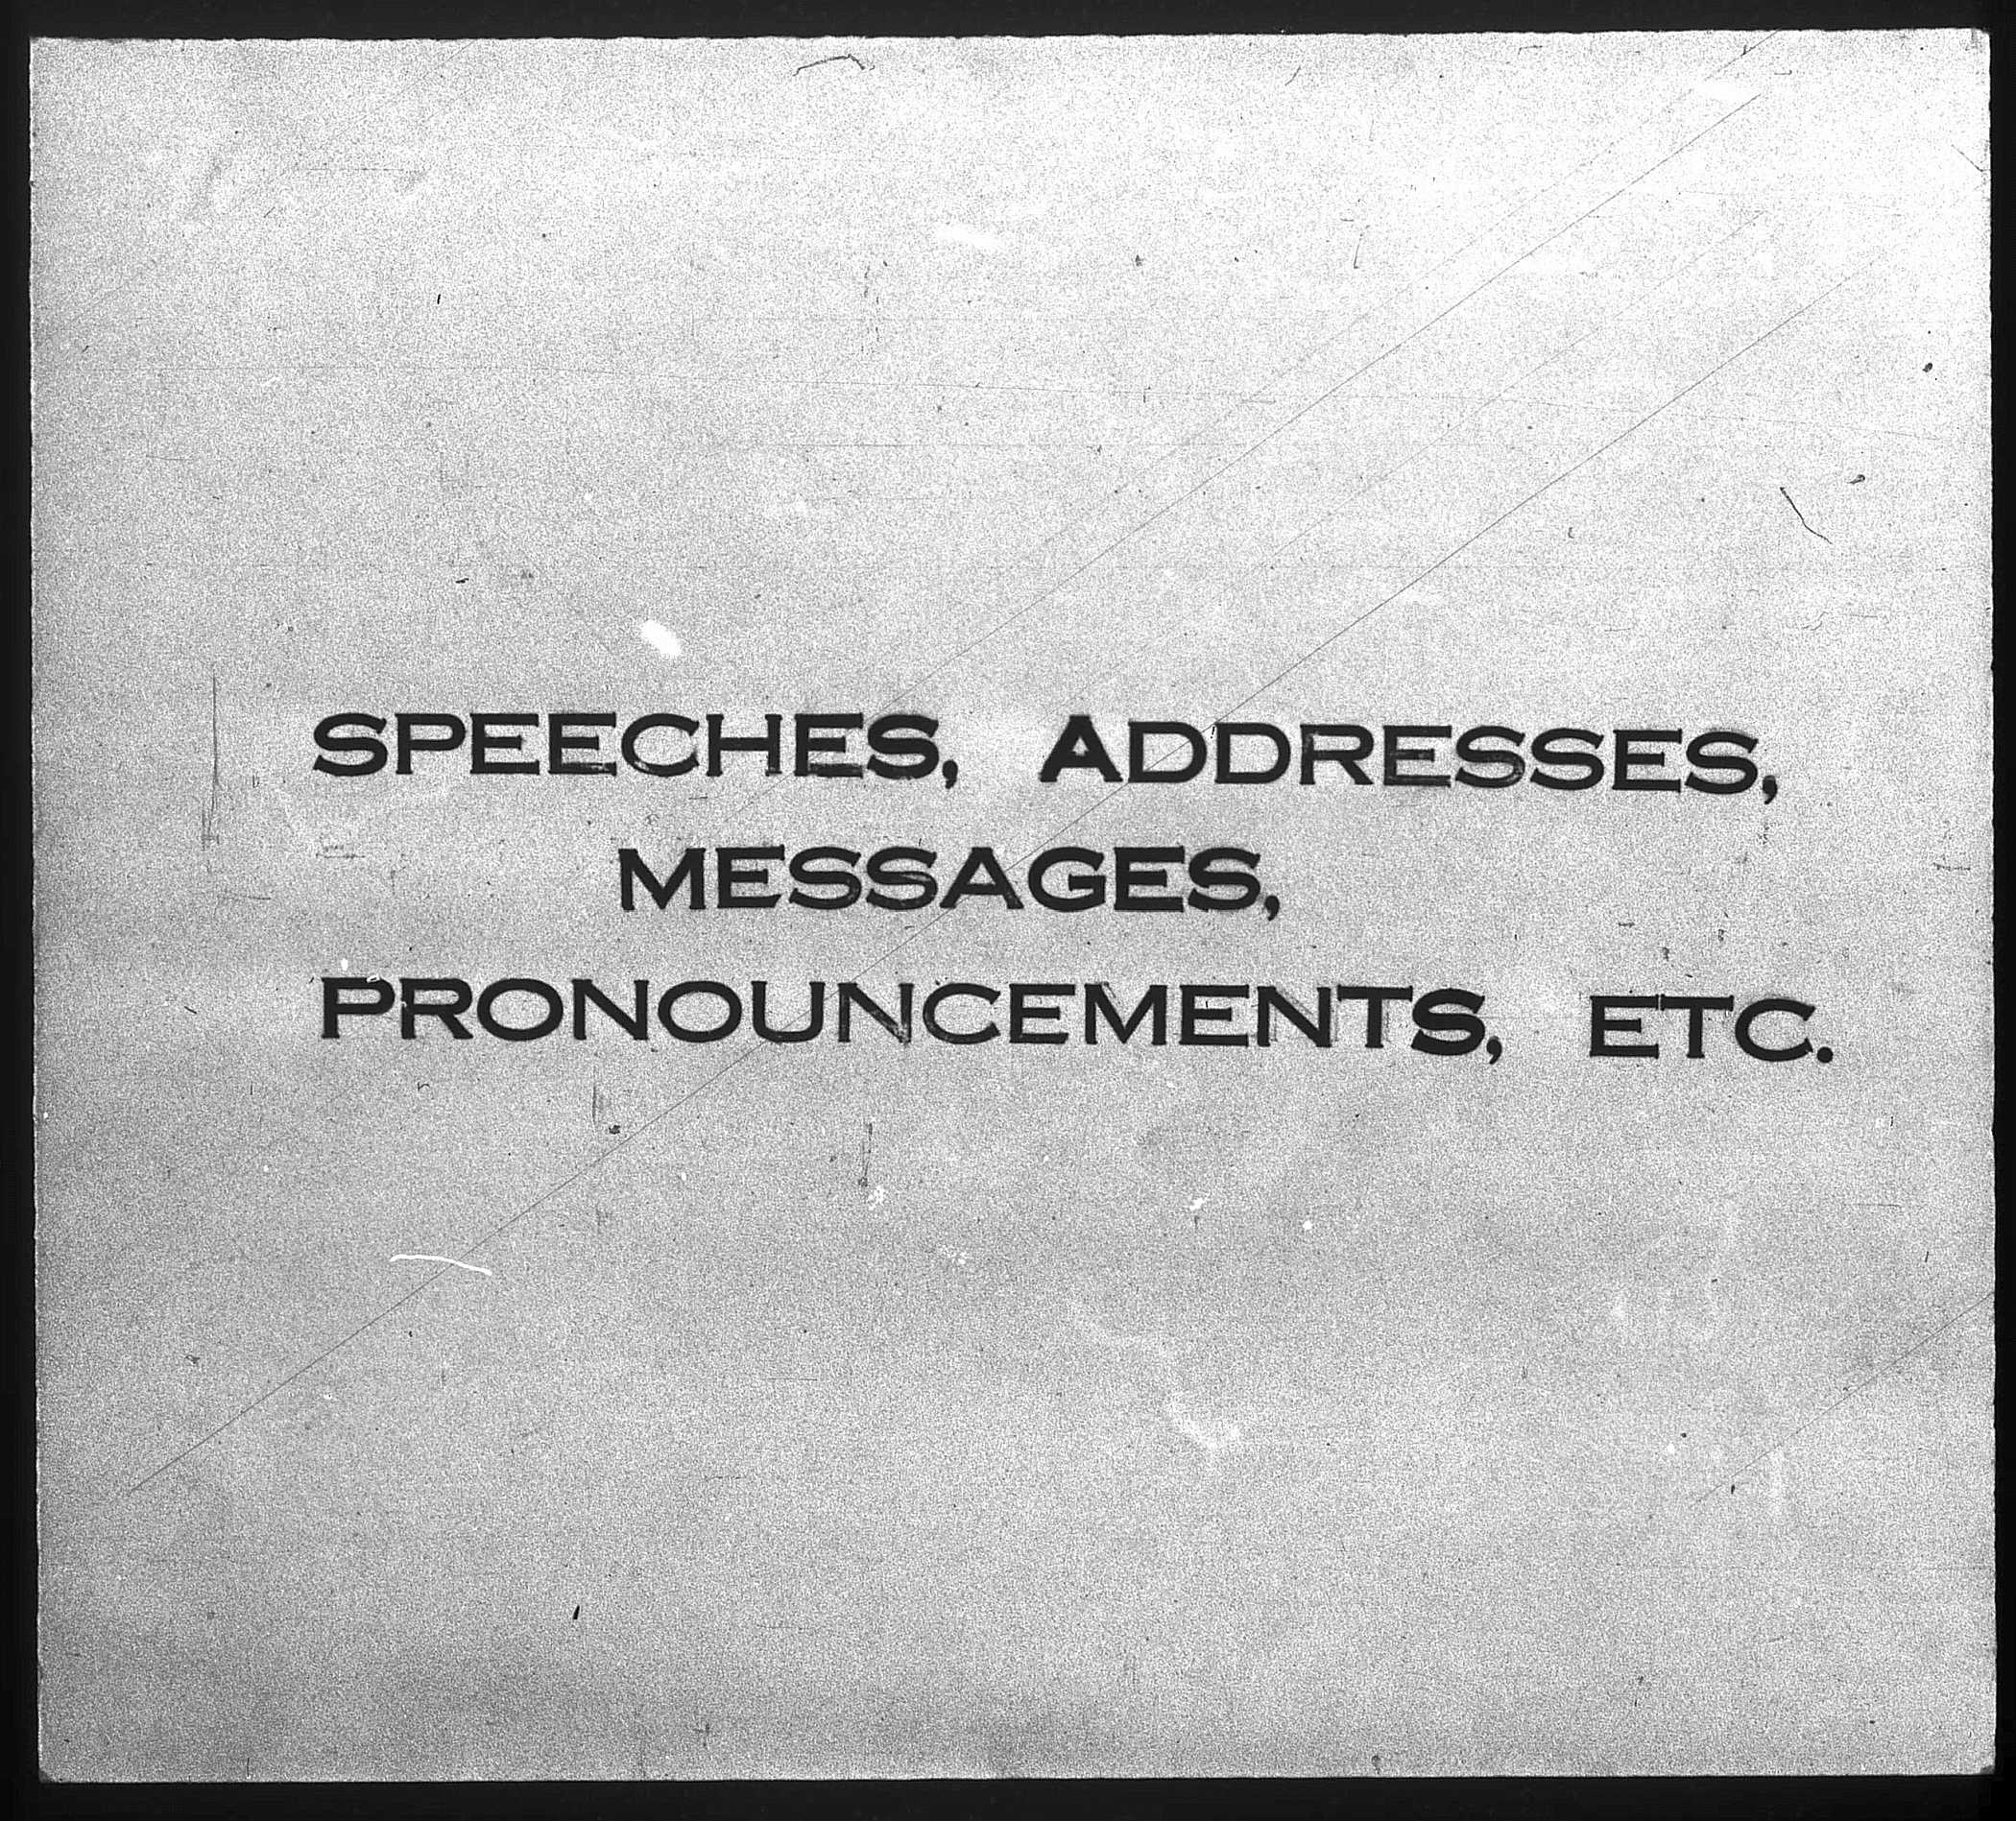 SPEECHES, ADDRESSES,
MESSAGES,
PRONOUNCEMENTS, ETC.